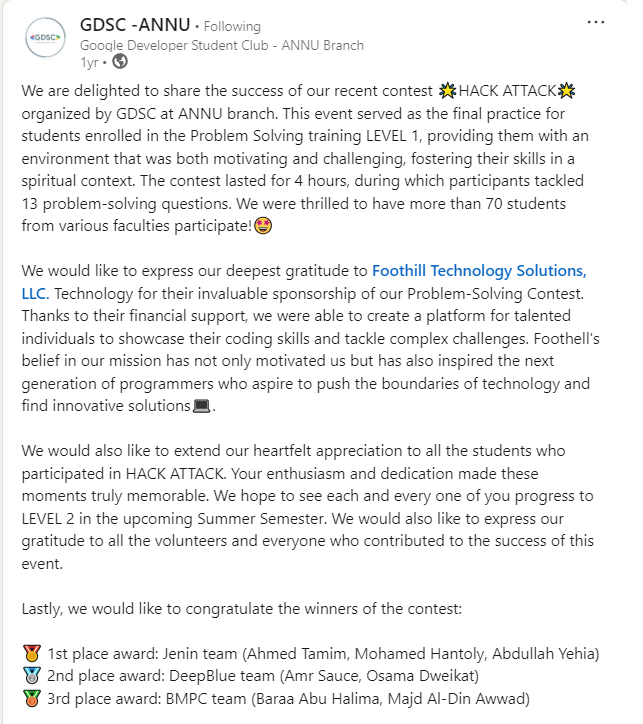 GDSC -ANNU • Following
Google Developer Student Club - ANNU Branch
1yr •
We are delighted to share the success of our recent contest 🌟HACK ATTACK🌟
organized by GDSC at ANNU branch. This event served as the final practice for
students enrolled in the Problem Solving training LEVEL 1, providing them with an
environment that was both motivating and challenging, fostering their skills in a
spiritual context. The contest lasted for 4 hours, during which participants tackled
13 problem-solving questions. We were thrilled to have more than 70 students
from various faculties participate!🤩
We would like to express our deepest gratitude to Foothill Technology Solutions,
LLC. Technology for their invaluable sponsorship of our Problem-Solving Contest.
Thanks to their financial support, we were able to create a platform for talented
individuals to showcase their coding skills and tackle complex challenges. Foothell's
belief in our mission has not only motivated us but has also inspired the next
generation of programmers who aspire to push the boundaries of technology and
find innovative solutions💻.
We would also like to extend our heartfelt appreciation to all the students who
participated in HACK ATTACK. Your enthusiasm and dedication made these
moments truly memorable. We hope to see each and every one of you progress to
LEVEL 2 in the upcoming Summer Semester. We would also like to express our
gratitude to all the volunteers and everyone who contributed to the success of this
event.
Lastly, we would like to congratulate the winners of the contest:
🥇 1st place award: Jenin team (Ahmed Tamim, Mohamed Hantoly, Abdullah Yehia)
🥈 2nd place award: DeepBlue team (Amr Sauce, Osama Dweikat)
🥉 3rd place award: BMPC team (Baraa Abu Halima, Majd Al-Din Awwad)